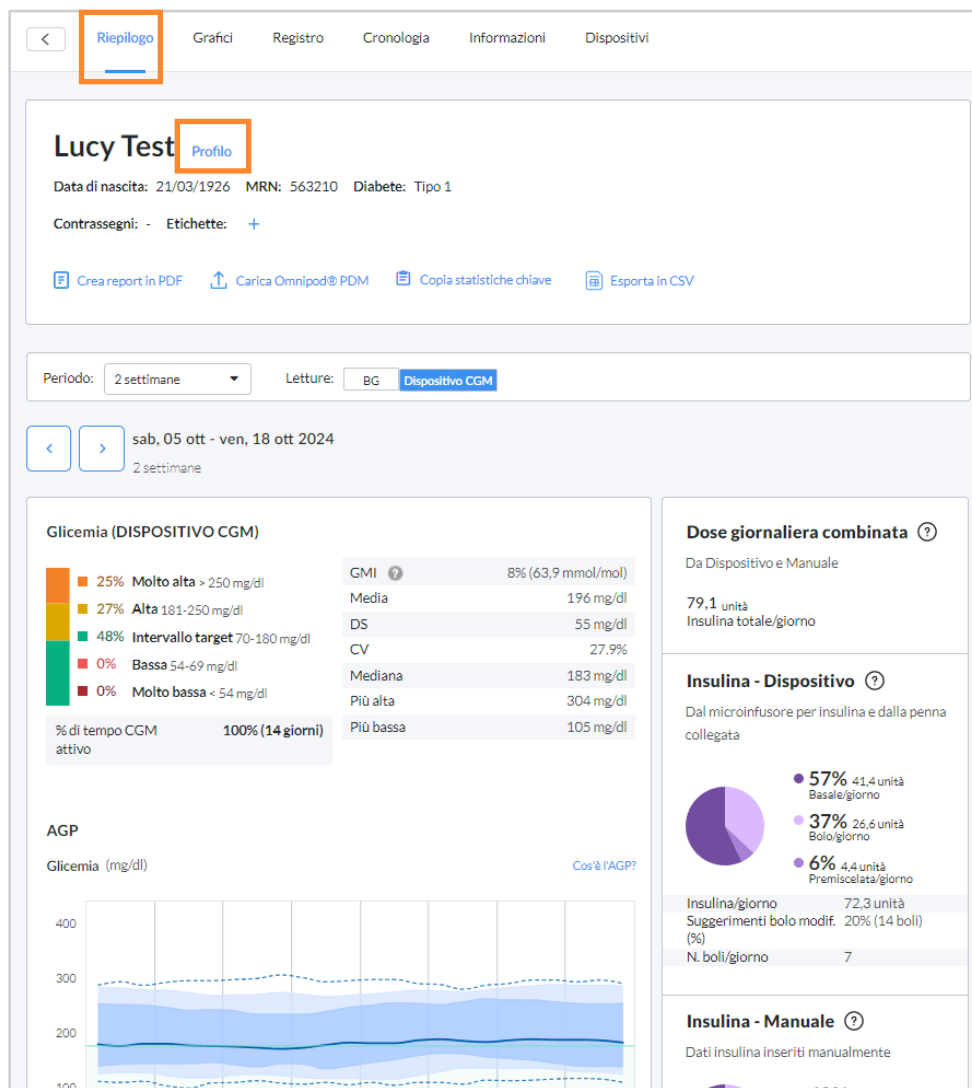 Riepilogo Grafici Registro Cronologia Informazioni Dispositivi
Lucy Test Profilo
Data di nascita: 21/03/1926 MRN: 563210 Diabete: Tipo 1
Contrassegni: - Etichette: +
Crea report in PDF Carica Omnipod® PDM Copia statistiche chiave Esporta in CSV
Periodo: 2 settimane Letture: BG Dispositivo CGM
sab, 05 ott - ven, 18 ott 2024
2 settimane
Glicemia (DISPOSITIVO CGM)
25% Molto alta > 250 mg/dl
27% Alta 181-250 mg/dl
48% Intervallo target 70-180 mg/dl
0% Bassa 54-69 mg/dl
0% Molto bassa < 54 mg/dl
% di tempo CGM attivo 100% (14 giorni)
GMI ? 8% (63,9 mmol/mol)
Media 196 mg/dl
DS 55 mg/dl
CV 27.9%
Mediana 183 mg/dl
Più alta 304 mg/dl
Più bassa 105 mg/dl
AGP
Glicemia (mg/dl) Cos'è l'AGP?
400
300
200
100
Dose giornaliera combinata ?
Da Dispositivo e Manuale
79,1 unità
Insulina totale/giorno
Insulina - Dispositivo ?
Dal microinfusore per insulina e dalla penna
collegata
57% 41,4 unità
Basale/giorno
37% 26,6 unità
Bolo/giorno
6% 4,4 unità
Premiscelata/giorno
Insulina/giorno 72,3 unità
Suggerimenti bolo modif. 20% (14 boli)
(%)
N. boli/giorno 7
Insulina - Manuale ?
Dati insulina inseriti manualmente